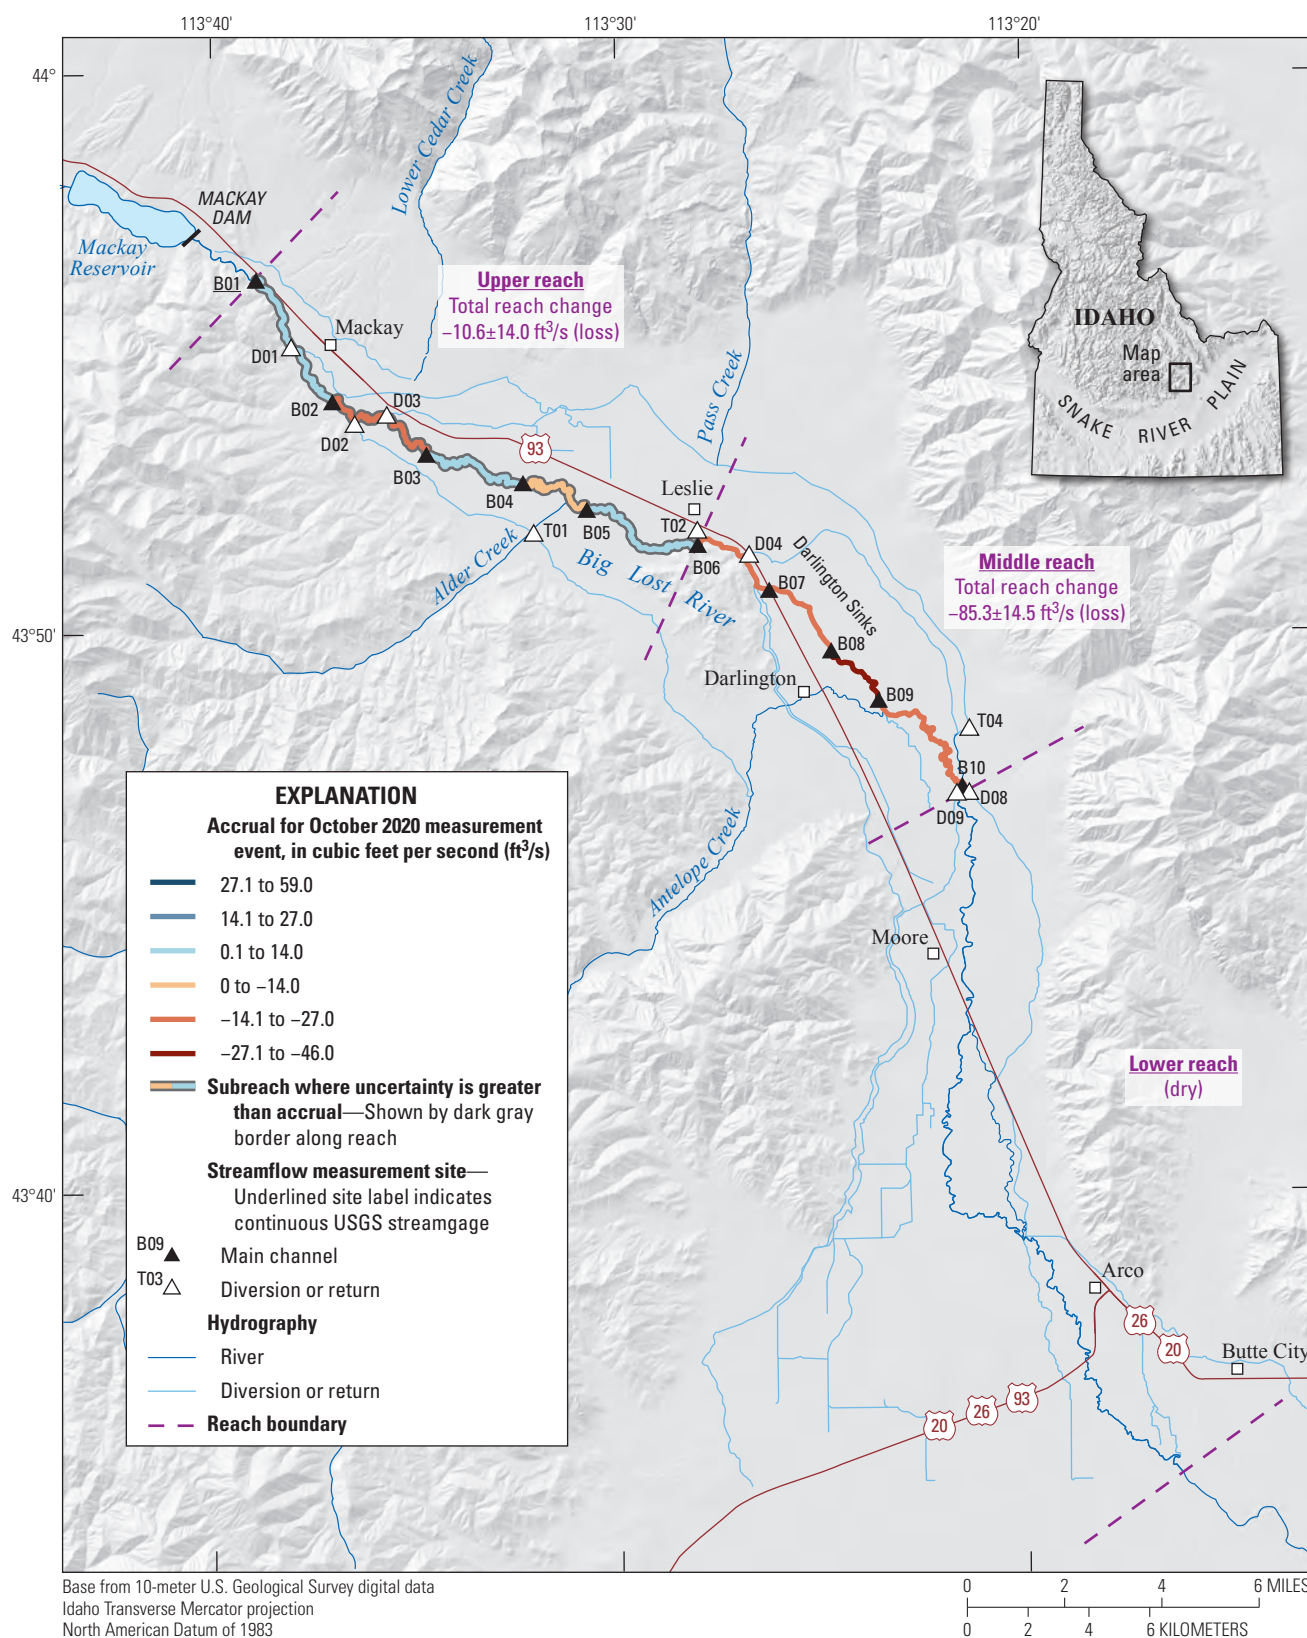 113°40'
113°30'
113°20'
44°
43°50'
43°40'
Lower Cedar Creek
MACKAY
DAM
Mackay
Reservoir
B01
Upper reach
Total reach change
−10.6±14.0 ft³/s (loss)
Mackay
D01
B02
D02
D03
B03
93
Pass Creek
B04
B05
T01
Alder Creek
Leslie
T02
B06
D04
Big Lost River
B07
Darlington Sinks
Middle reach
Total reach change
−85.3±14.5 ft³/s (loss)
B08
Darlington
B09
T04
B10
D08
D09
Antelope Creek
Moore
Lower reach
(dry)
Arco
26
20
Butte City
93
26
20
IDAHO
Map
area
SNAKE RIVER PLAIN
EXPLANATION
Accrual for October 2020 measurement
event, in cubic feet per second (ft³/s)
27.1 to 59.0
14.1 to 27.0
0.1 to 14.0
0 to −14.0
−14.1 to −27.0
−27.1 to −46.0
Subreach where uncertainty is greater
than accrual—Shown by dark gray
border along reach
Streamflow measurement site—
Underlined site label indicates
continuous USGS streamgage
B09
Main channel
T03
Diversion or return
Hydrography
River
Diversion or return
Reach boundary
Base from 10-meter U.S. Geological Survey digital data
Idaho Transverse Mercator projection
North American Datum of 1983
0 2 4 6 MILES
0 2 4 6 KILOMETERS